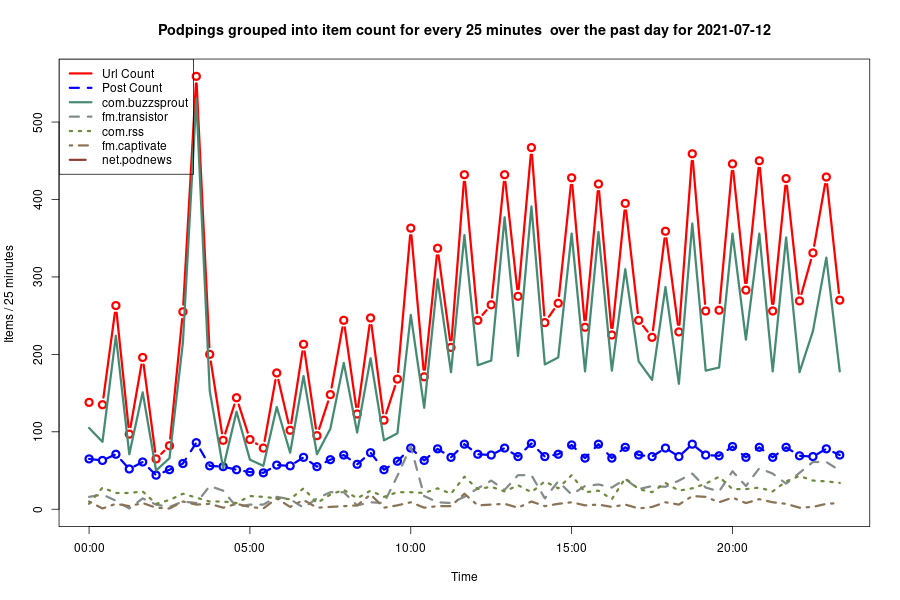 Podpings grouped into item count for every 25 minutes  over the past day for 2021-07-12
Url Count
Post Count
com.buzzsprout
fm.transistor
com.rss
fm.captivate
net.podnews
Items / 25 minutes
500
400
300
200
100
0
00:00 05:00 10:00 15:00 20:00
Time